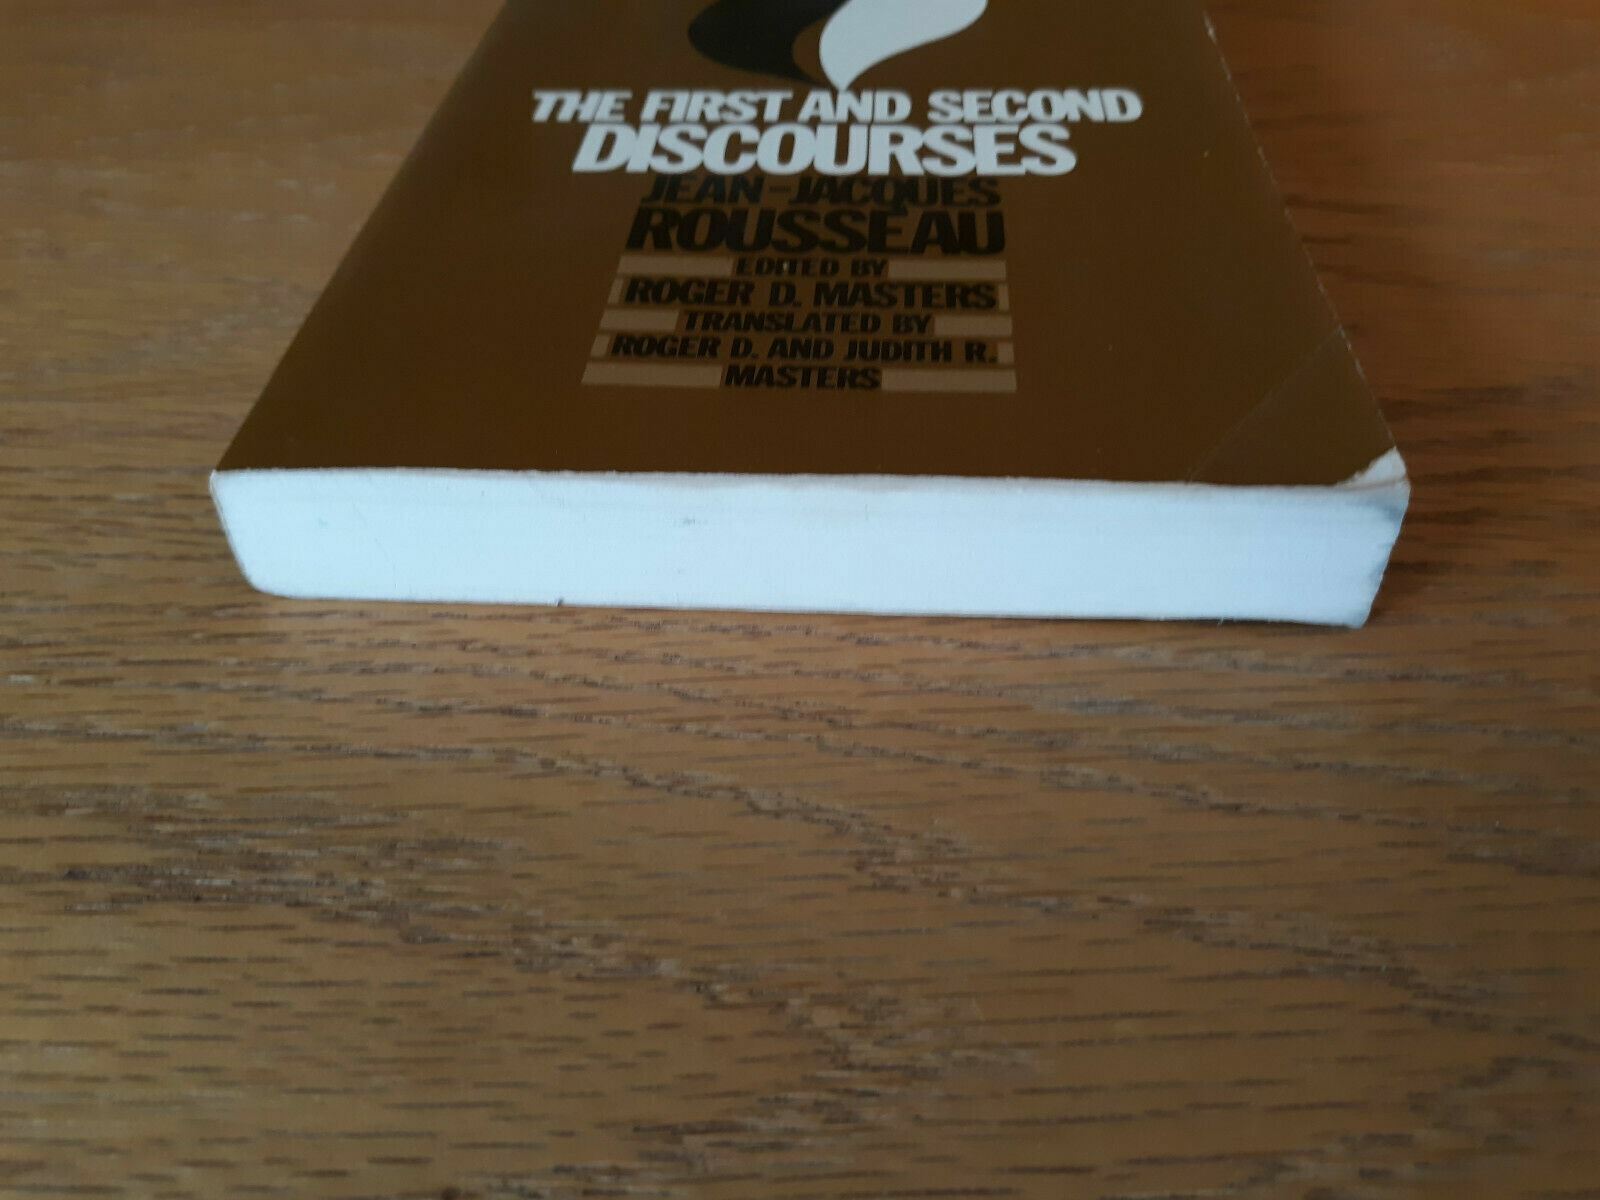 THE FIRST AND SECOND
DISCOURSES
JEAN-JACQUES
ROUSSEAU
EDITED BY
ROGER D. MASTERS
TRANSLATED BY
ROGER D. AND JUDITH R.
MASTERS